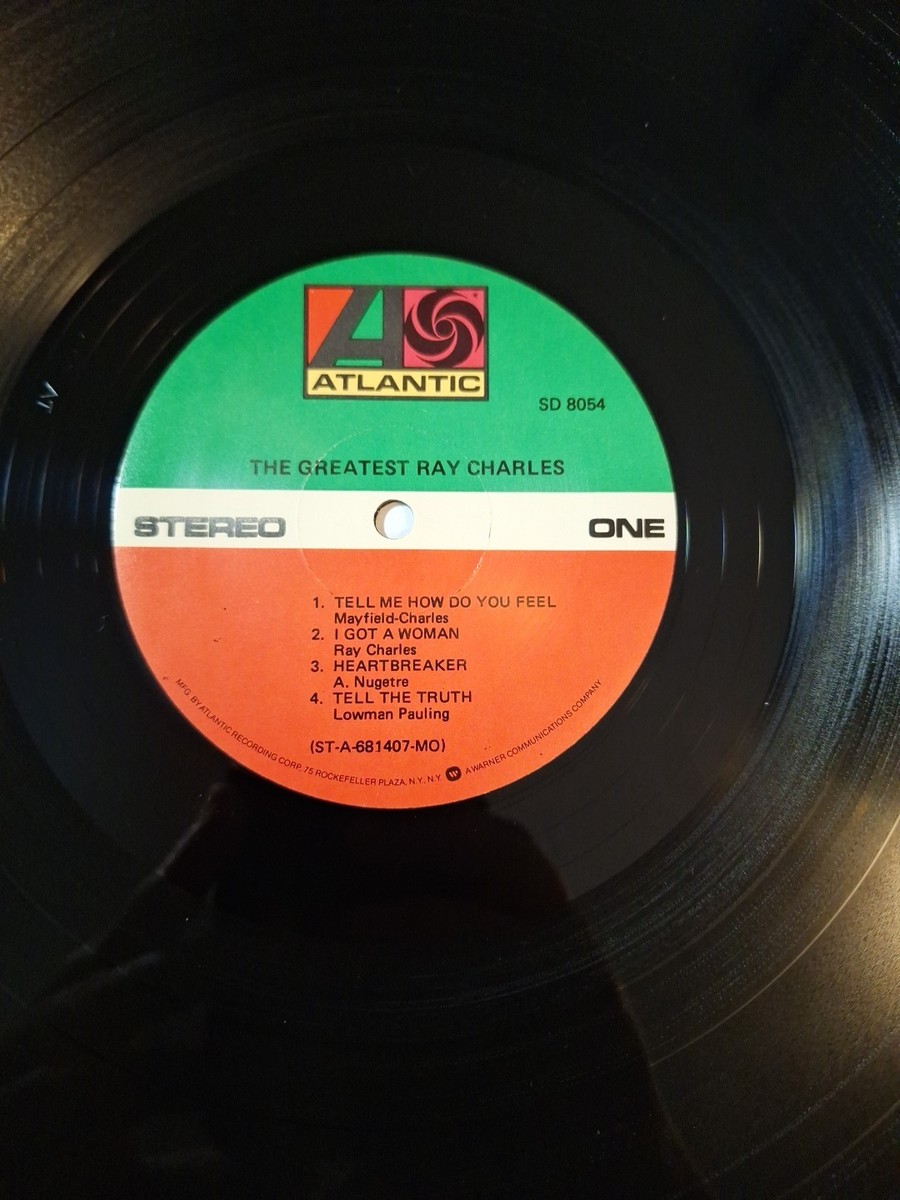 ATLANTIC
SD 8054
THE GREATEST RAY CHARLES
STEREO
ONE
1. TELL ME HOW DO YOU FEEL
Mayfield-Charles
2. I GOT A WOMAN
Ray Charles
3. HEARTBREAKER
A. Nugetre
4. TELL THE TRUTH
Lowman Pauling
(ST-A-681407-MO)
MFG. BY ATLANTIC RECORDING CORP. 75 ROCKEFELLER PLAZA, N.Y. N.Y. A WARNER COMMUNICATIONS COMPANY
AT